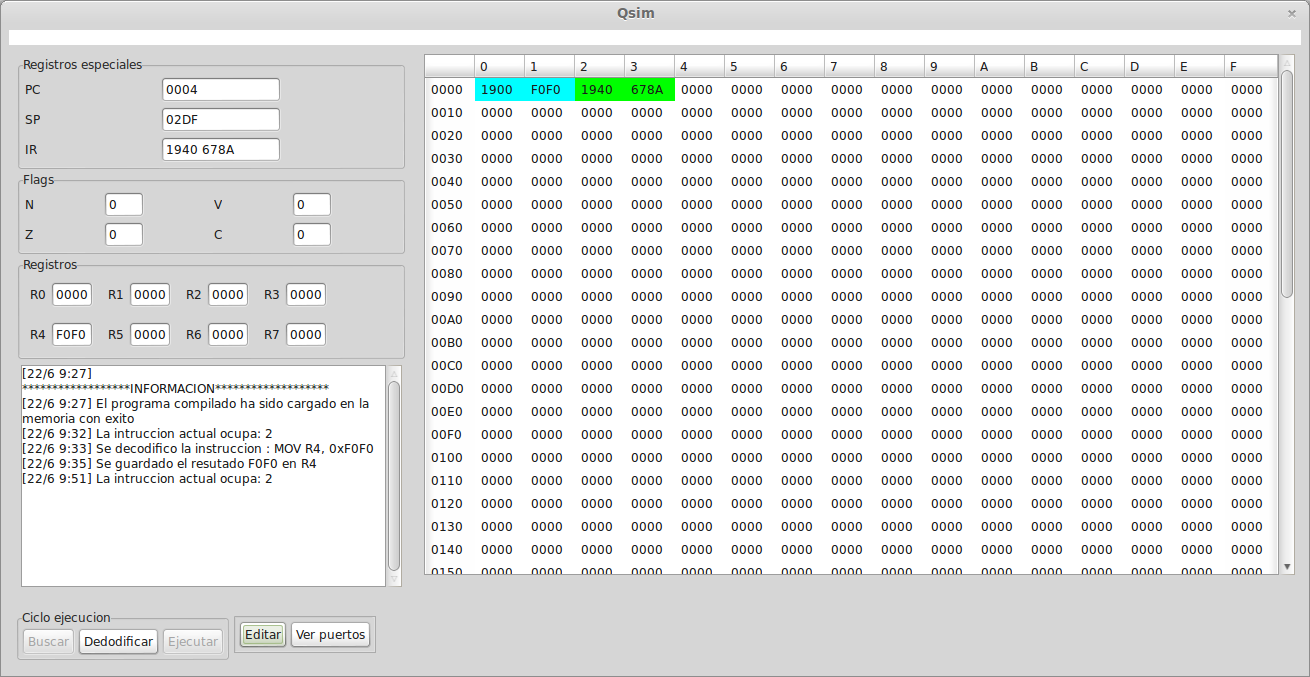 Qsim
Registros especiales
PC 0004
SP 02DF
IR 1940 678A
Flags
N 0 V 0
Z 0 C 0
Registros
R0 0000 R1 0000 R2 0000 R3 0000
R4 F0F0 R5 0000 R6 0000 R7 0000
[22/6 9:27]
******************INFORMACION*******************
[22/6 9:27] El programa compilado ha sido cargado en la
memoria con exito
[22/6 9:32] La intruccion actual ocupa: 2
[22/6 9:33] Se decodifico la instruccion : MOV R4, 0xF0F0
[22/6 9:35] Se guardado el resutado F0F0 en R4
[22/6 9:51] La intruccion actual ocupa: 2
Ciclo ejecucion
Buscar Dedodificar Ejecutar
Editar Ver puertos
0 1 2 3 4 5 6 7 8 9 A B C D E F
0000 1900 F0F0 1940 678A 0000 0000 0000 0000 0000 0000 0000 0000 0000 0000 0000 0000
0010 0000 0000 0000 0000 0000 0000 0000 0000 0000 0000 0000 0000 0000 0000 0000 0000
0020 0000 0000 0000 0000 0000 0000 0000 0000 0000 0000 0000 0000 0000 0000 0000 0000
0030 0000 0000 0000 0000 0000 0000 0000 0000 0000 0000 0000 0000 0000 0000 0000 0000
0040 0000 0000 0000 0000 0000 0000 0000 0000 0000 0000 0000 0000 0000 0000 0000 0000
0050 0000 0000 0000 0000 0000 0000 0000 0000 0000 0000 0000 0000 0000 0000 0000 0000
0060 0000 0000 0000 0000 0000 0000 0000 0000 0000 0000 0000 0000 0000 0000 0000 0000
0070 0000 0000 0000 0000 0000 0000 0000 0000 0000 0000 0000 0000 0000 0000 0000 0000
0080 0000 0000 0000 0000 0000 0000 0000 0000 0000 0000 0000 0000 0000 0000 0000 0000
0090 0000 0000 0000 0000 0000 0000 0000 0000 0000 0000 0000 0000 0000 0000 0000 0000
00A0 0000 0000 0000 0000 0000 0000 0000 0000 0000 0000 0000 0000 0000 0000 0000 0000
00B0 0000 0000 0000 0000 0000 0000 0000 0000 0000 0000 0000 0000 0000 0000 0000 0000
00C0 0000 0000 0000 0000 0000 0000 0000 0000 0000 0000 0000 0000 0000 0000 0000 0000
00D0 0000 0000 0000 0000 0000 0000 0000 0000 0000 0000 0000 0000 0000 0000 0000 0000
00E0 0000 0000 0000 0000 0000 0000 0000 0000 0000 0000 0000 0000 0000 0000 0000 0000
00F0 0000 0000 0000 0000 0000 0000 0000 0000 0000 0000 0000 0000 0000 0000 0000 0000
0100 0000 0000 0000 0000 0000 0000 0000 0000 0000 0000 0000 0000 0000 0000 0000 0000
0110 0000 0000 0000 0000 0000 0000 0000 0000 0000 0000 0000 0000 0000 0000 0000 0000
0120 0000 0000 0000 0000 0000 0000 0000 0000 0000 0000 0000 0000 0000 0000 0000 0000
0130 0000 0000 0000 0000 0000 0000 0000 0000 0000 0000 0000 0000 0000 0000 0000 0000
0140 0000 0000 0000 0000 0000 0000 0000 0000 0000 0000 0000 0000 0000 0000 0000 0000
0150 0000 0000 0000 0000 0000 0000 0000 0000 0000 0000 0000 0000 0000 0000 0000 0000